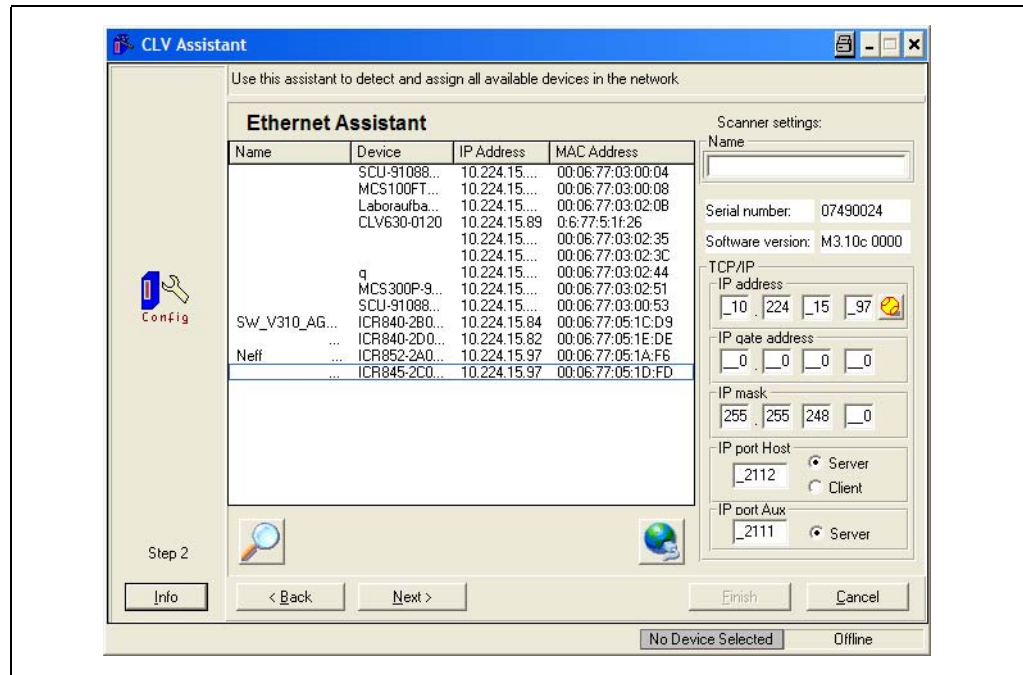 CLV Assistant
Use this assistant to detect and assign all available devices in the network
Ethernet Assistant
Name Device IP Address MAC Address
SCU-91088... 10.224.15.... 00:06:77:03:00:04
MCS100FT... 10.224.15.... 00:06:77:03:00:08
Laboraufba... 10.224.15.... 00:06:77:03:02:0B
CLV630-0120 10.224.15.89 0:6:77:5:1f:26
10.224.15.... 00:06:77:03:02:35
10.224.15.... 00:06:77:03:02:3C
q 10.224.15.... 00:06:77:03:02:44
MCS300P-9... 10.224.15.... 00:06:77:03:02:51
SCU-91088... 10.224.15.... 00:06:77:03:00:53
SW_V310_AG... ICR840-2B0... 10.224.15.84 00:06:77:05:1C:D9
... ICR840-2D0... 10.224.15.82 00:06:77:05:1E:DE
Neff ... ICR852-2A0... 10.224.15.97 00:06:77:05:1A:F6
... ICR845-2C0... 10.224.15.97 00:06:77:05:1D:FD
Scanner settings:
Name
Serial number: 07490024
Software version: M3.10c 0000
TCP/IP
IP address
_10 . 224 _15 _97
IP gate address
__0 . __0 __0 __0
IP mask
255 . 255 248 __0
IP port Host
_2112
Server
Client
IP port Aux
_2111 Server
Config
Step 2
Info < Back Next > Finish Cancel
No Device Selected Offline